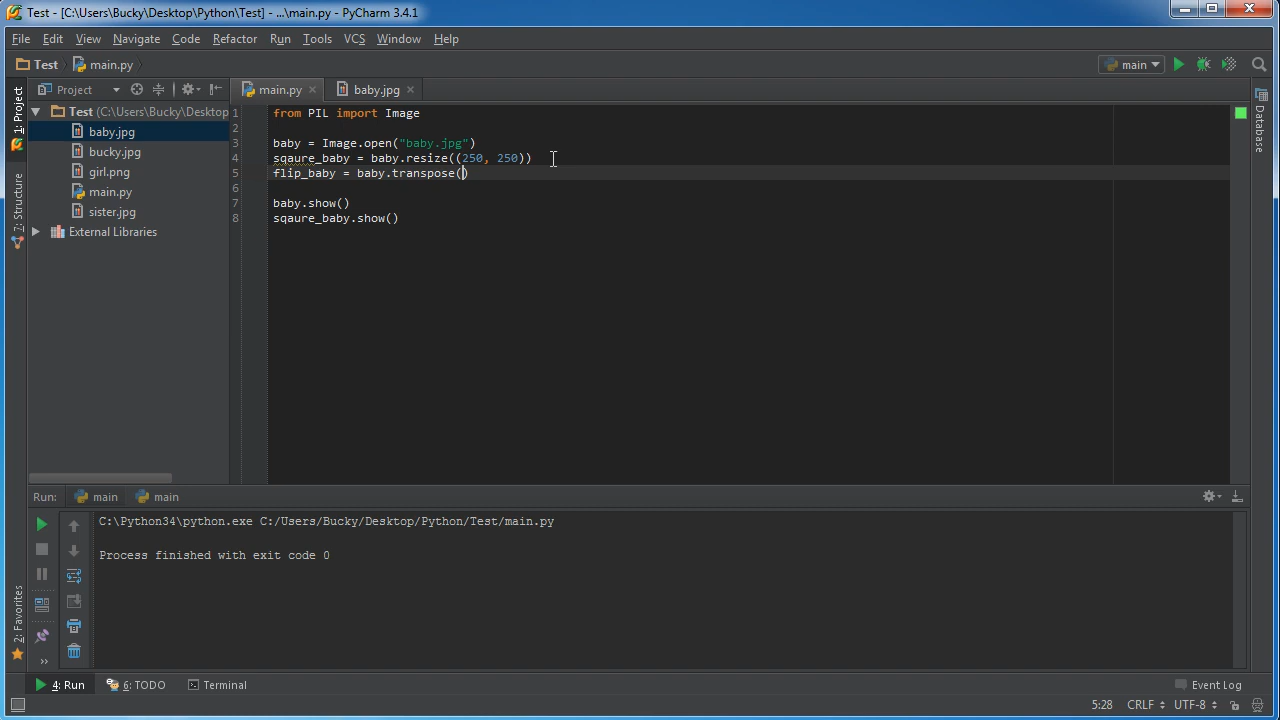 Test - [C:\Users\Bucky\Desktop\Python\Test] - ...\main.py - PyCharm 3.4.1
File Edit View Navigate Code Refactor Run Tools VCS Window Help
Test main.py main
1: Project
7: Structure
2: Favorites
Project
Test (C:\Users\Bucky\Desktop
baby.jpg
bucky.jpg
girl.png
main.py
sister.jpg
External Libraries
main.py baby.jpg
1 from PIL import Image
2
3 baby = Image.open("baby.jpg")
4 sqaure_baby = baby.resize((250, 250))
5 flip_baby = baby.transpose()
6
7 baby.show()
8 sqaure_baby.show()
Database
Run: main main
C:\Python34\python.exe C:/Users/Bucky/Desktop/Python/Test/main.py
Process finished with exit code 0
4: Run 6: TODO Terminal Event Log
5:28 CRLF UTF-8